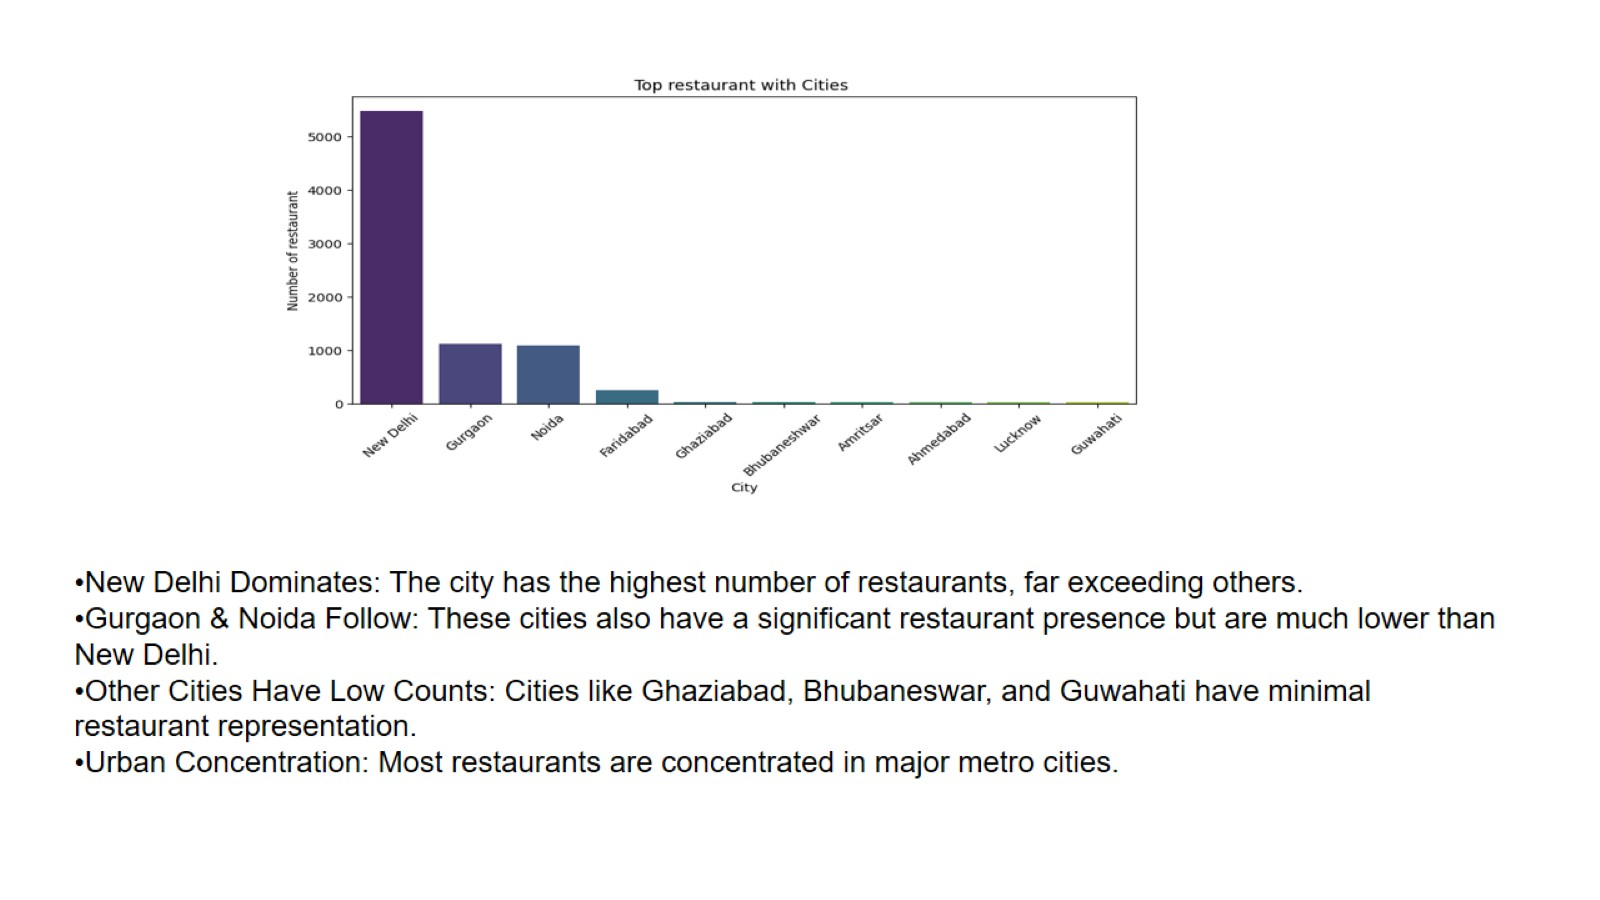 Top restaurant with Cities
Number of restaurant
5000
4000
3000
2000
1000
0
New Delhi
Gurgaon
Noida
Faridabad
Ghaziabad
Bhubaneshwar
Amritsar
Ahmedabad
Lucknow
Guwahati
City
•New Delhi Dominates: The city has the highest number of restaurants, far exceeding others.
•Gurgaon & Noida Follow: These cities also have a significant restaurant presence but are much lower than
New Delhi.
•Other Cities Have Low Counts: Cities like Ghaziabad, Bhubaneswar, and Guwahati have minimal
restaurant representation.
•Urban Concentration: Most restaurants are concentrated in major metro cities.